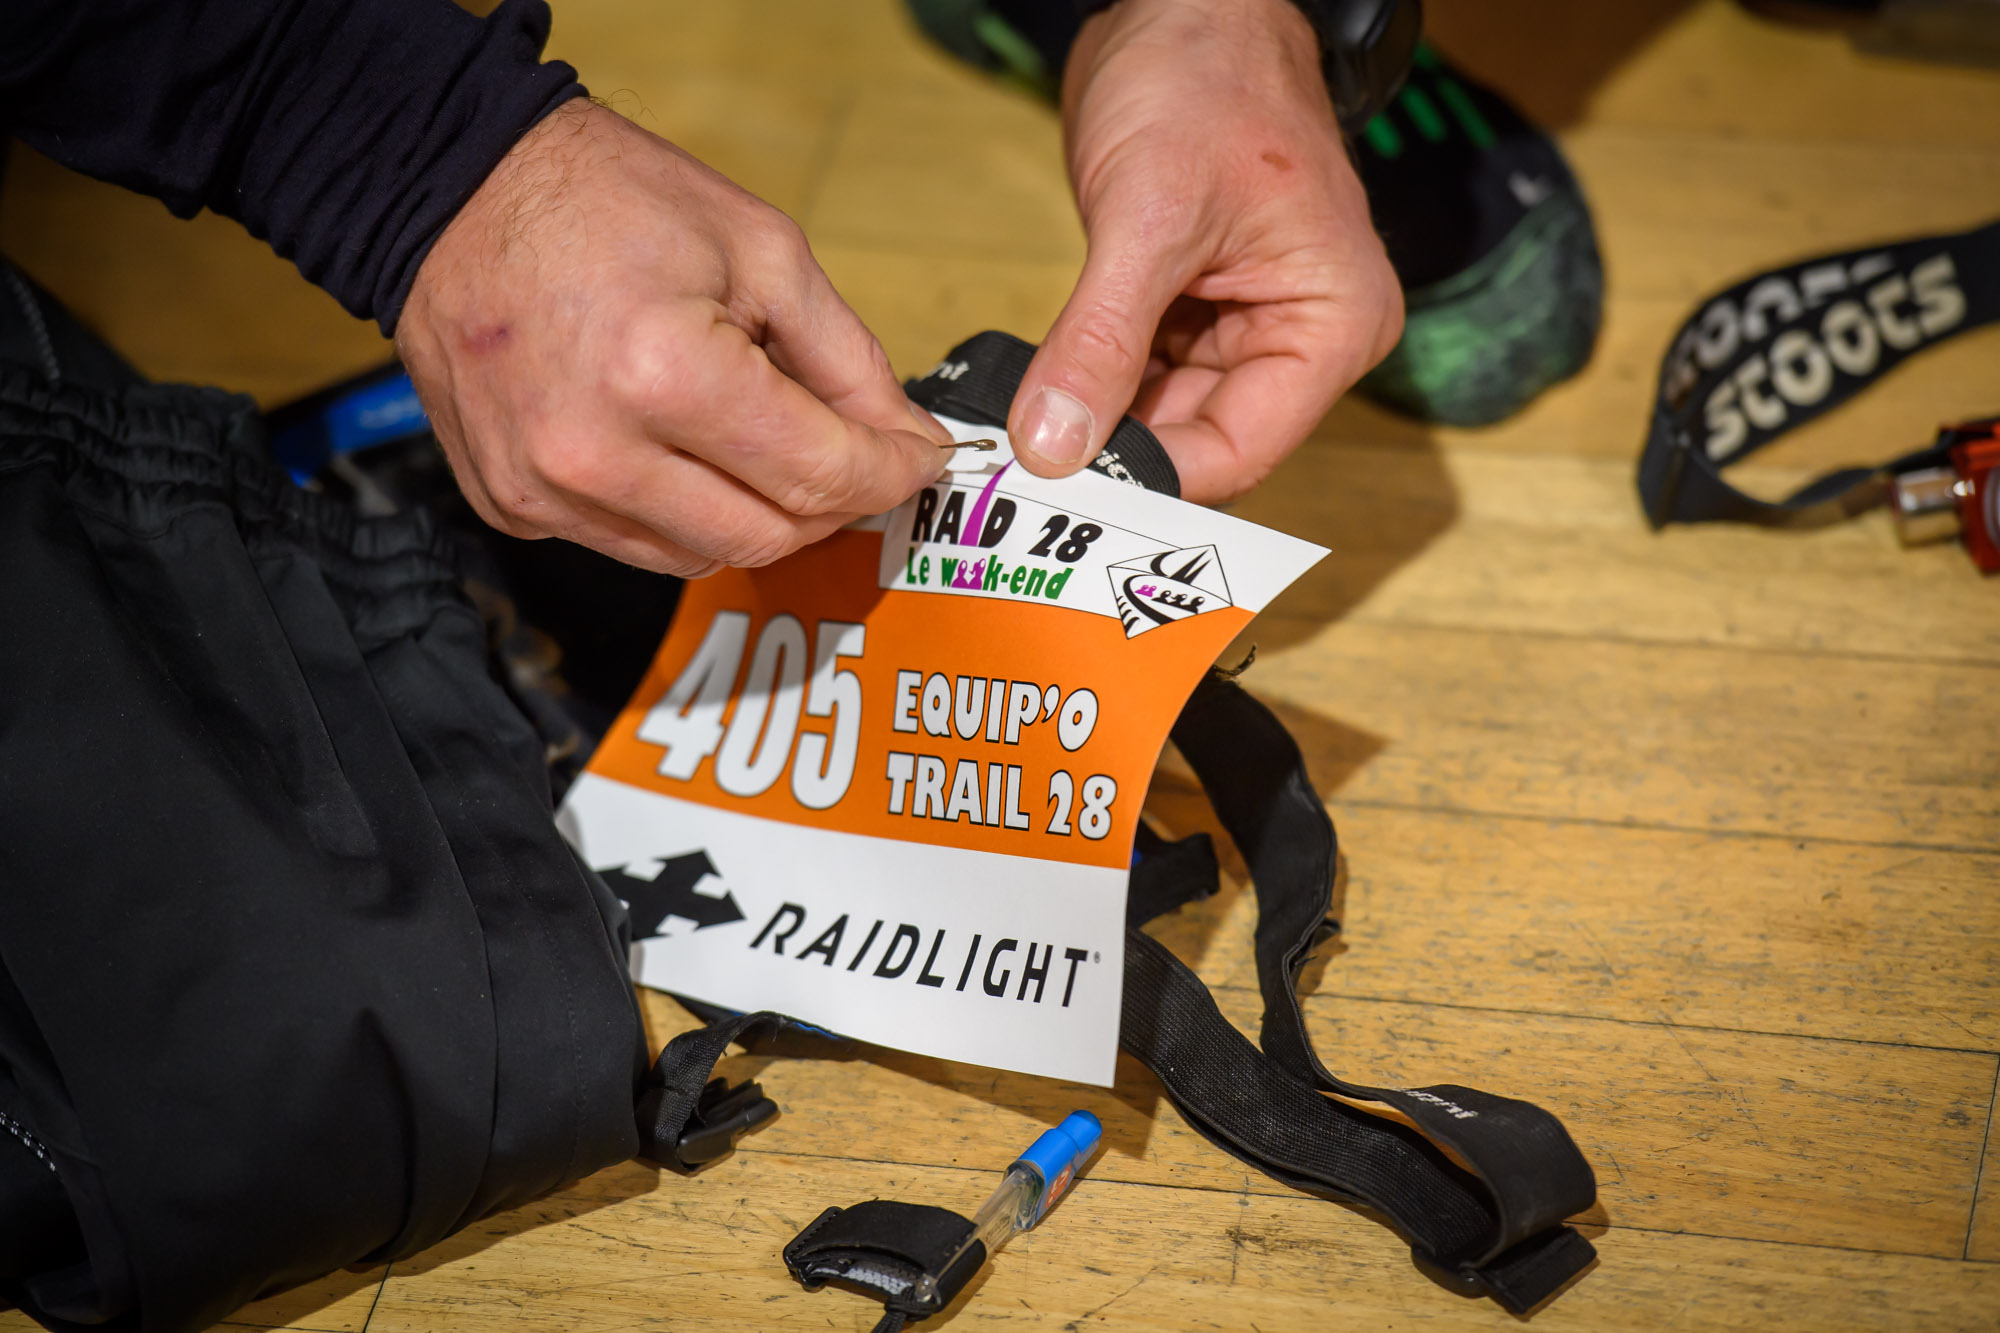 RAID 28
Le week-end
405
EQUIP'O
TRAIL 28
RAIDLIGHT®
STOOTS